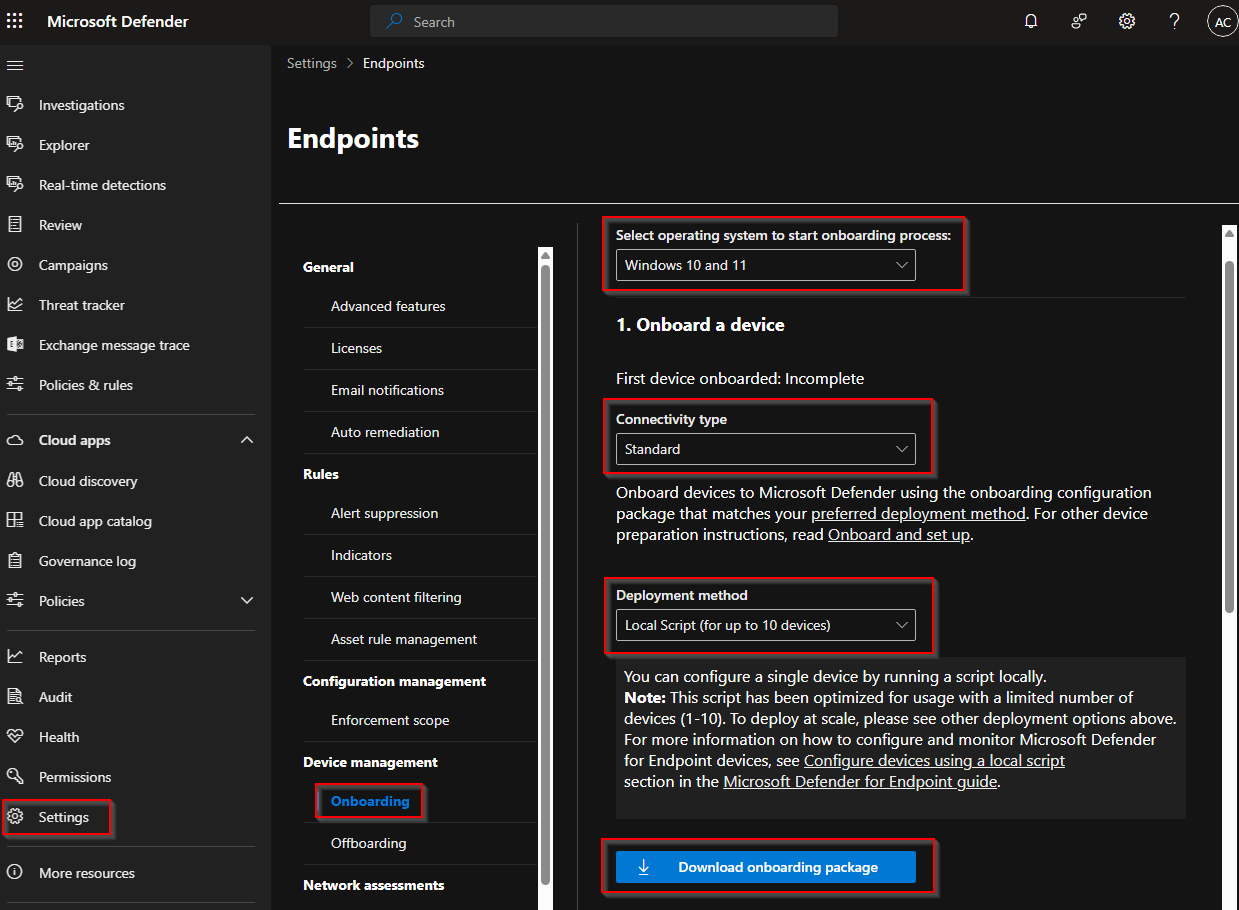 Microsoft Defender
Search
AC
Investigations
Explorer
Real-time detections
Review
Campaigns
Threat tracker
Exchange message trace
Policies & rules
Cloud apps
Cloud discovery
Cloud app catalog
Governance log
Policies
Reports
Audit
Health
Permissions
Settings
More resources
Settings > Endpoints
Endpoints
General
Advanced features
Licenses
Email notifications
Auto remediation
Rules
Alert suppression
Indicators
Web content filtering
Asset rule management
Configuration management
Enforcement scope
Device management
Onboarding
Offboarding
Network assessments
Select operating system to start onboarding process:
Windows 10 and 11
1. Onboard a device
First device onboarded: Incomplete
Connectivity type
Standard
Onboard devices to Microsoft Defender using the onboarding configuration
package that matches your preferred deployment method. For other device
preparation instructions, read Onboard and set up.
Deployment method
Local Script (for up to 10 devices)
You can configure a single device by running a script locally.
Note: This script has been optimized for usage with a limited number of
devices (1-10). To deploy at scale, please see other deployment options above.
For more information on how to configure and monitor Microsoft Defender
for Endpoint devices, see Configure devices using a local script
section in the Microsoft Defender for Endpoint guide.
Download onboarding package